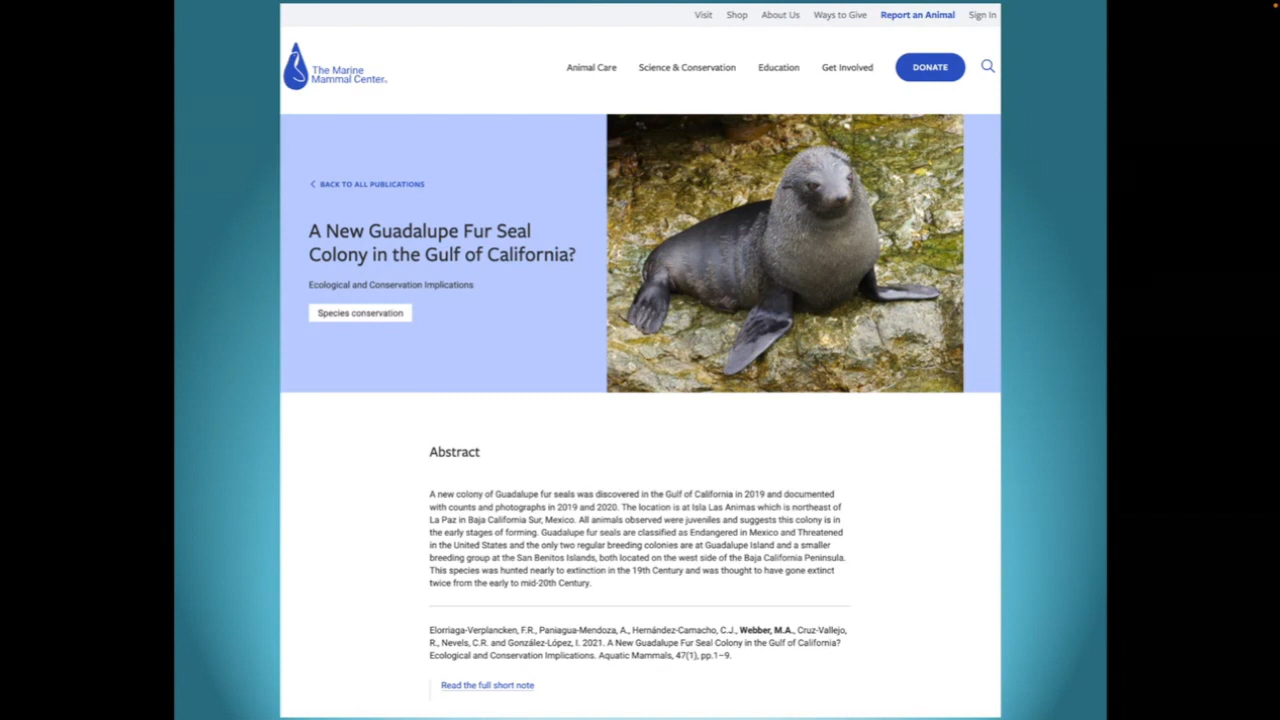 Visit Shop About Us Ways to Give Report an Animal Sign In
The Marine
Mammal Center.
Animal Care Science & Conservation Education Get Involved DONATE
BACK TO ALL PUBLICATIONS
A New Guadalupe Fur Seal
Colony in the Gulf of California?
Ecological and Conservation Implications
Species conservation
Abstract
A new colony of Guadalupe fur seals was discovered in the Gulf of California in 2019 and documented
with counts and photographs in 2019 and 2020. The location is at Isla Las Animas which is northeast of
La Paz in Baja California Sur, Mexico. All animals observed were juveniles and suggests this colony is in
the early stages of forming. Guadalupe fur seals are classified as Endangered in Mexico and Threatened
in the United States and the only two regular breeding colonies are at Guadalupe Island and a smaller
breeding group at the San Benitos Islands, both located on the west side of the Baja California Peninsula.
This species was hunted nearly to extinction in the 19th Century and was thought to have gone extinct
twice from the early to mid-20th Century.
Elorriaga-Verplancken, F.R., Paniagua-Mendoza, A., Hernández-Camacho, C.J., Webber, M.A., Cruz-Vallejo,
R., Nevels, C.R. and González-López, I. 2021. A New Guadalupe Fur Seal Colony in the Gulf of California?
Ecological and Conservation Implications. Aquatic Mammals, 47(1), pp.1–9.
Read the full short note